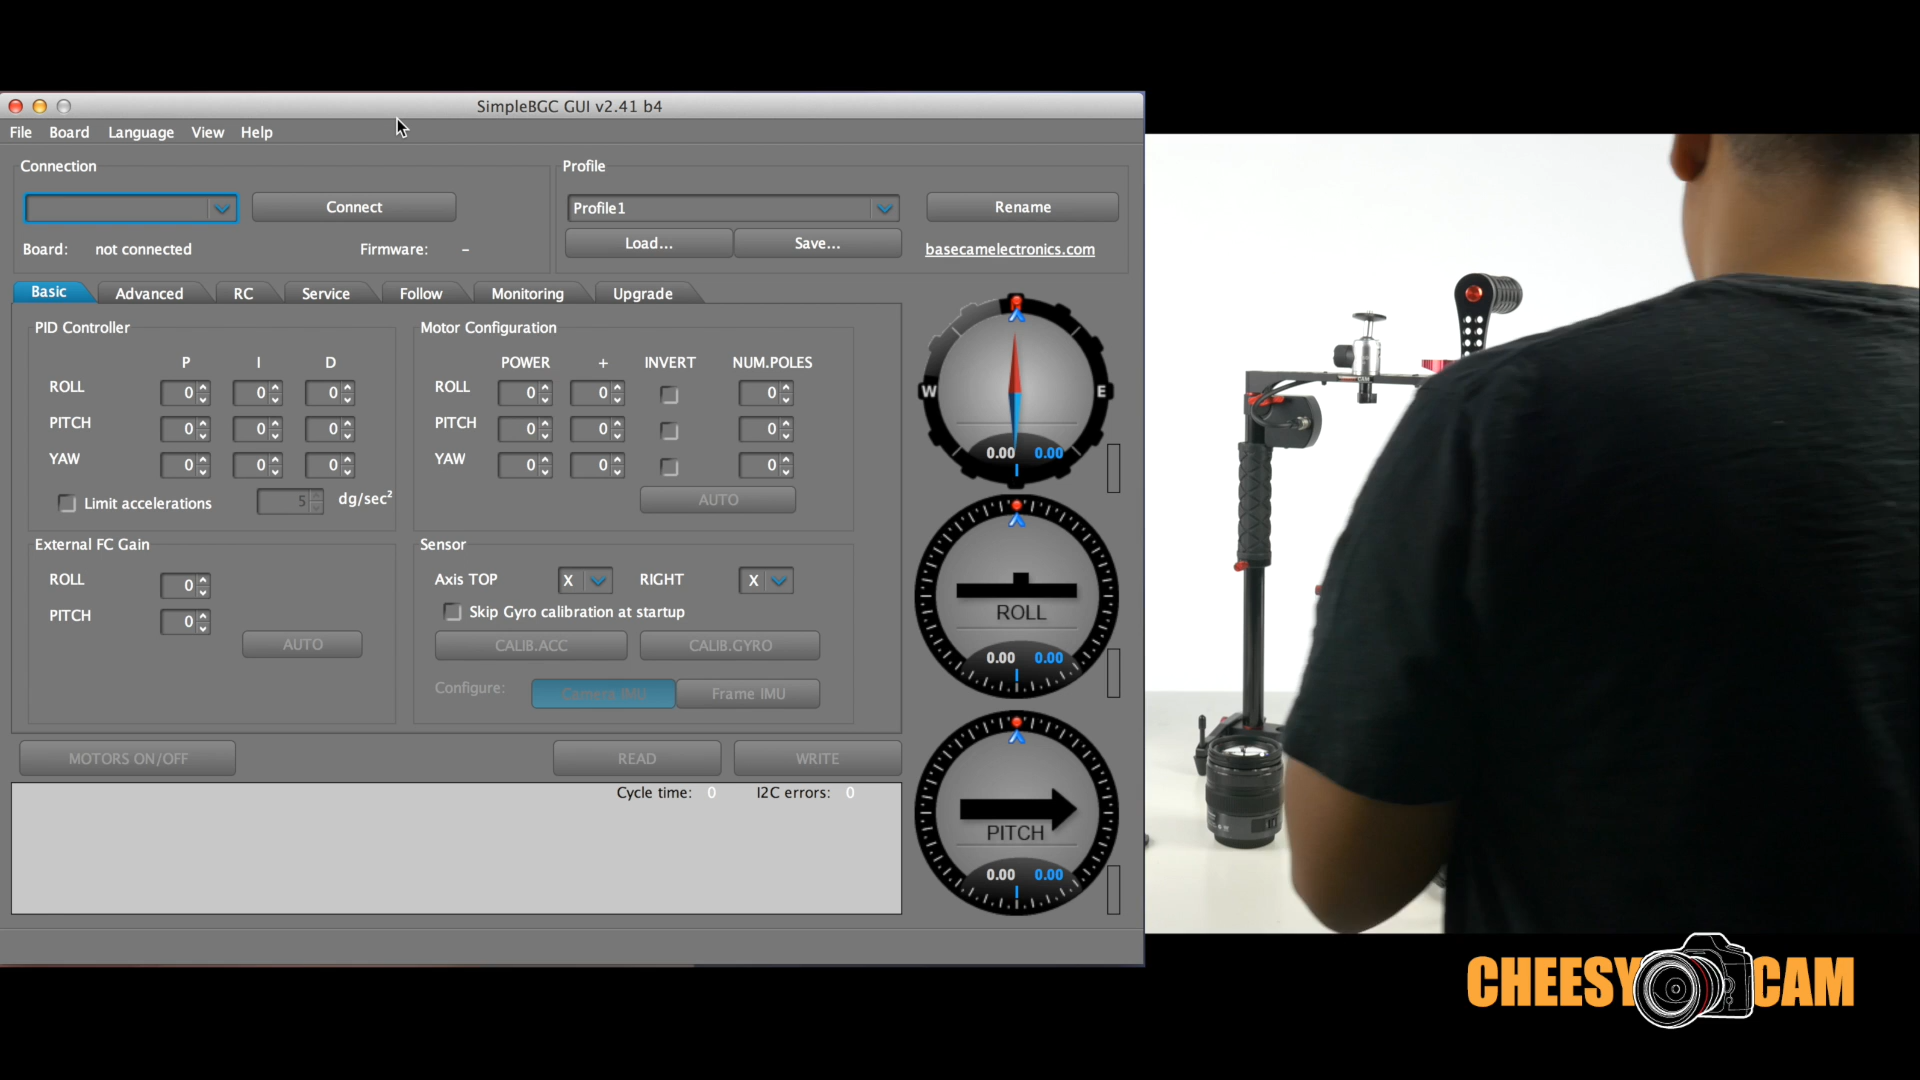 SimpleBGC GUI v2.41 b4
File Board Language View Help
Connection
Connect
Board: not connected Firmware: –
Profile
Profile1
Rename
Load... Save...
basecamelectronics.com
Basic Advanced RC Service Follow Monitoring Upgrade
PID Controller
P I D
ROLL 0 0 0
PITCH 0 0 0
YAW 0 0 0
Limit accelerations 5 dg/sec²
Motor Configuration
POWER + INVERT NUM.POLES
ROLL 0 0 0
PITCH 0 0 0
YAW 0 0 0
AUTO
External FC Gain
ROLL 0
PITCH 0
AUTO
Sensor
Axis TOP X RIGHT X
Skip Gyro calibration at startup
CALIB.ACC CALIB.GYRO
Configure: Camera IMU Frame IMU
MOTORS ON/OFF READ WRITE
Cycle time: 0 I2C errors: 0
W E
0.00 0.00
ROLL
0.00 0.00
PITCH
0.00 0.00
CHEESYCAM